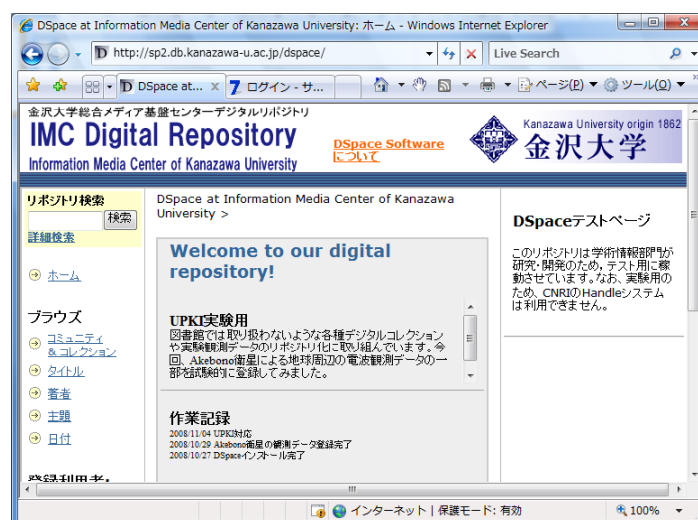 DSpace at Information Media Center of Kanazawa University: ホーム - Windows Internet Explorer
http://sp2.db.kanazawa-u.ac.jp/dspace/
Live Search
DSpace at...
ログイン - サ...
ページ(P)
ツール(O)
金沢大学総合メディア基盤センターデジタルリポジトリ
IMC Digital Repository
Information Media Center of Kanazawa University
DSpace Software
について
Kanazawa University origin 1862
金沢大学
リポジトリ検索
検索
詳細検索
ホーム
ブラウズ
コミュニティ
&コレクション
タイトル
著者
主題
日付
登録利用者:
DSpace at Information Media Center of Kanazawa
University >
Welcome to our digital
repository!
UPKI実験用
図書館では取り扱わないような各種デジタルコレクション
や実験観測データのリポジトリ化に取り組んでいます。今
回、Akebono衛星による地球周辺の電波観測データの一
部を試験的に登録してみました。
作業記録
2008/11/04 UPKI対応
2008/10/29 Akebono衛星の観測データ登録完了
2008/10/27 DSpaceインストール完了
DSpaceテストページ
このリポジトリは学術情報部門が
研究・開発のため, テスト用に稼
動させています。なお、実験用の
ため、CNRIのHandleシステム
は利用できません。
インターネット | 保護モード: 有効
100%